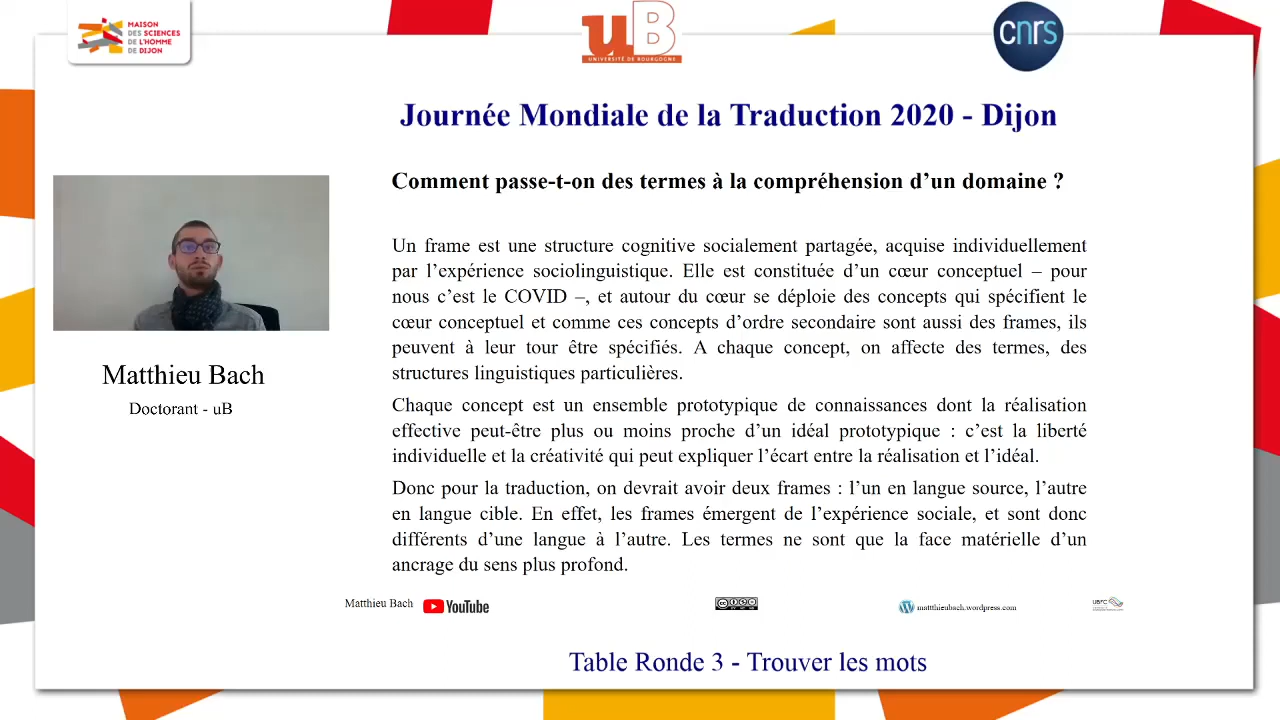 MAISON
DES SCIENCES
DE L'HOMME
DE DIJON
uB
UNIVERSITÉ DE BOURGOGNE
cnrs
Journée Mondiale de la Traduction 2020 - Dijon
Comment passe-t-on des termes à la compréhension d’un domaine ?
Un frame est une structure cognitive socialement partagée, acquise individuellement
par l’expérience sociolinguistique. Elle est constituée d’un cœur conceptuel – pour
nous c’est le COVID –, et autour du cœur se déploie des concepts qui spécifient le
cœur conceptuel et comme ces concepts d’ordre secondaire sont aussi des frames, ils
peuvent à leur tour être spécifiés. A chaque concept, on affecte des termes, des
structures linguistiques particulières.
Chaque concept est un ensemble prototypique de connaissances dont la réalisation
effective peut-être plus ou moins proche d’un idéal prototypique : c’est la liberté
individuelle et la créativité qui peut expliquer l’écart entre la réalisation et l’idéal.
Donc pour la traduction, on devrait avoir deux frames : l’un en langue source, l’autre
en langue cible. En effet, les frames émergent de l’expérience sociale, et sont donc
différents d’une langue à l’autre. Les termes ne sont que la face matérielle d’un
ancrage du sens plus profond.
Matthieu Bach
Doctorant - uB
Matthieu Bach YouTube
mattthieubach.wordpress.com
UBFC
Table Ronde 3 - Trouver les mots